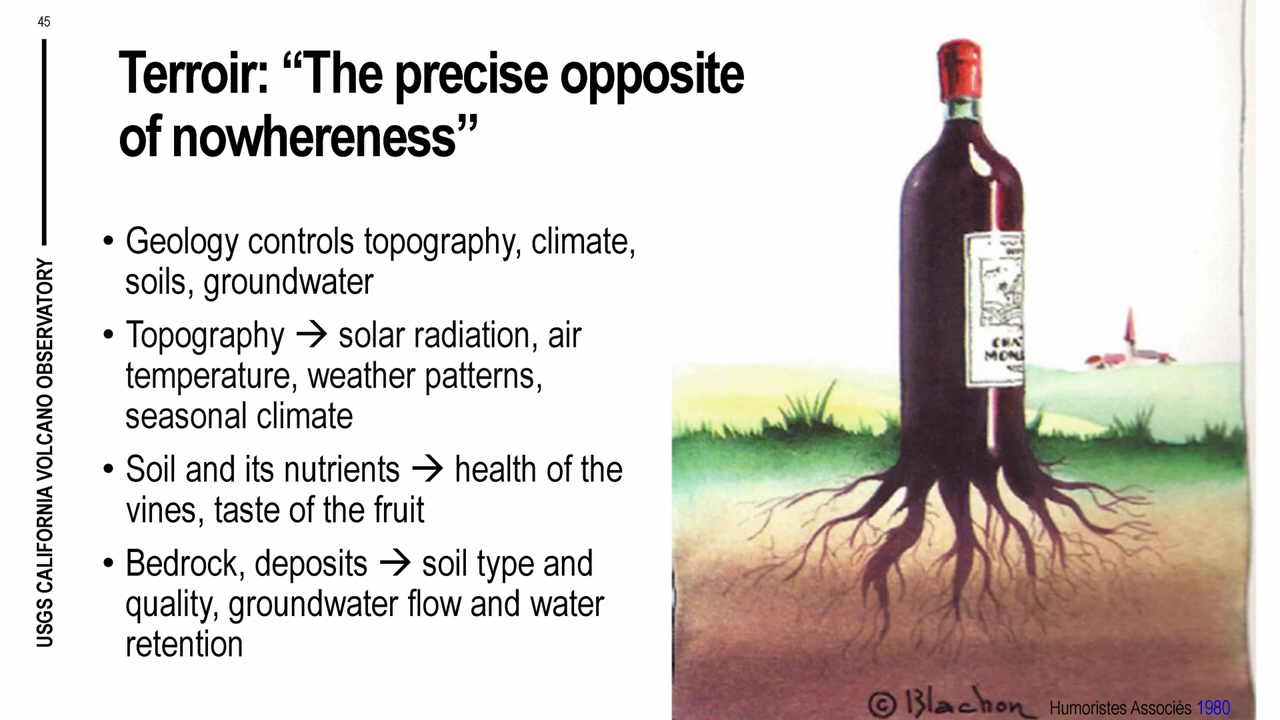 45
USGS CALIFORNIA VOLCANO OBSERVATORY
Terroir: “The precise opposite
of nowhereness”
• Geology controls topography, climate,
soils, groundwater
• Topography → solar radiation, air
temperature, weather patterns,
seasonal climate
• Soil and its nutrients → health of the
vines, taste of the fruit
• Bedrock, deposits → soil type and
quality, groundwater flow and water
retention
CHA
MON
© Blachon
Humoristes Associés 1980